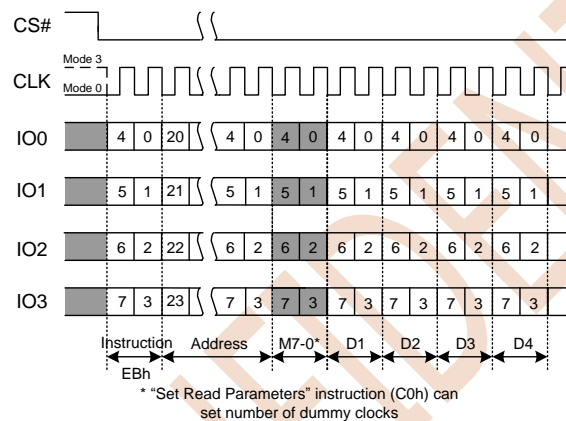 CS#
Mode 3
CLK
Mode 0
IO0 4 0 20 4 0 4 0 4 0 4 0 4 0 4 0
IO1 5 1 21 5 1 5 1 5 1 5 1 5 1 5 1
IO2 6 2 22 6 2 6 2 6 2 6 2 6 2 6 2
IO3 7 3 23 7 3 7 3 7 3 7 3 7 3 7 3
Instruction Address M7-0* D1 D2 D3 D4
EBh
* “Set Read Parameters” instruction (C0h) can
set number of dummy clocks